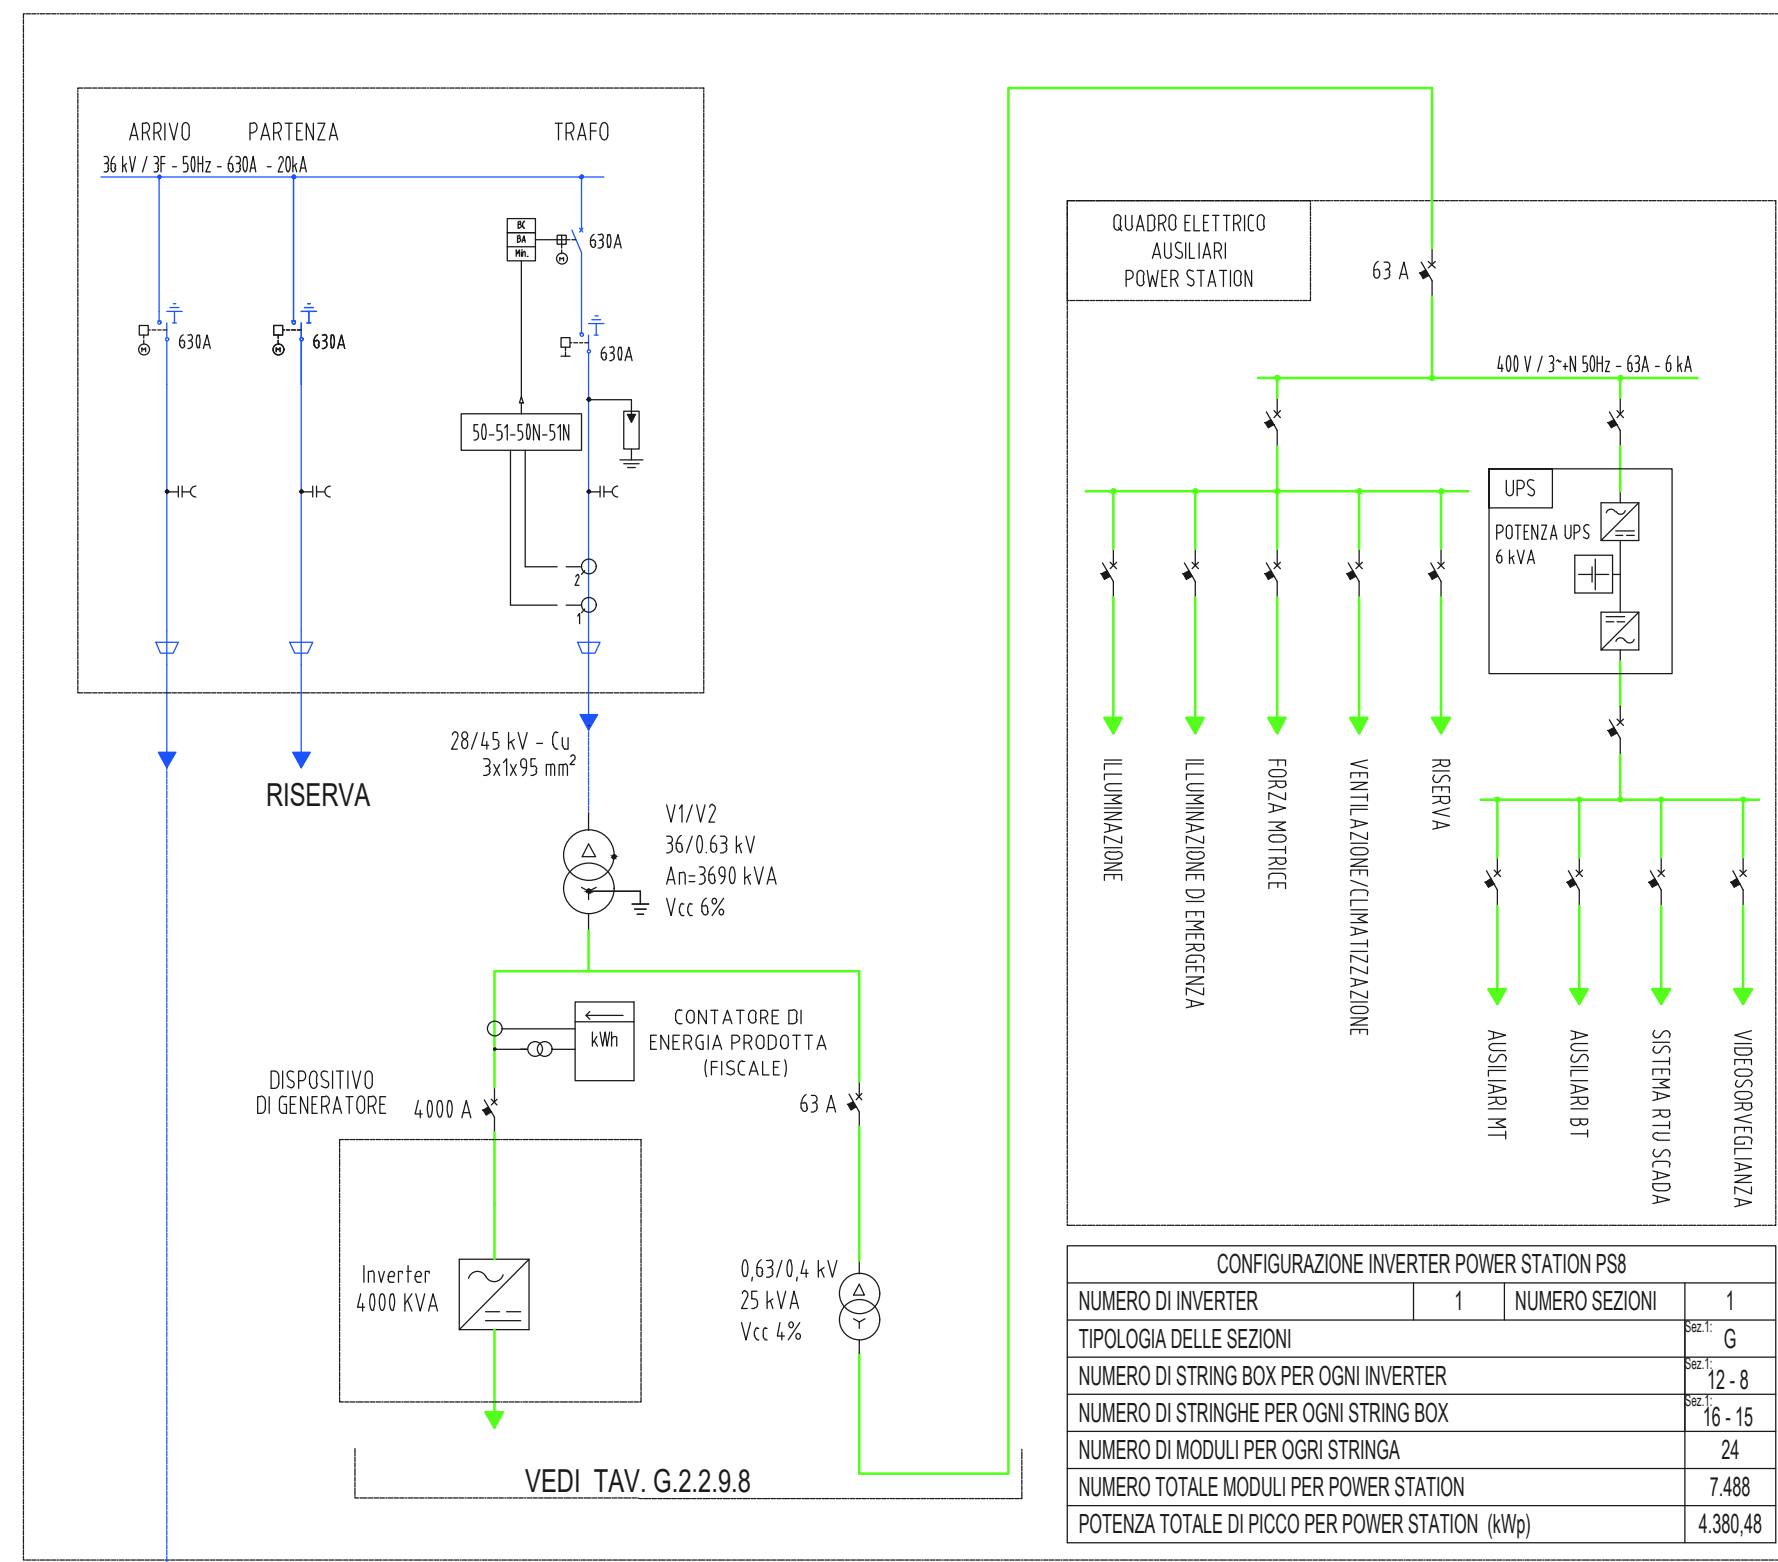 ARRIVO
PARTENZA
TRAFO
36 kV / 3F - 50Hz - 630A - 20kA
BC
BA
Min.
M
630A
M
630A
M
630A
630A
50-51-50N-51N
2
1
RISERVA
28/45 kV - Cu
3x1x95 mm²
V1/V2
36/0.63 kV
An=3690 kVA
Vcc 6%
kWh
CONTATORE DI
ENERGIA PRODOTTA
(FISCALE)
DISPOSITIVO
DI GENERATORE
4000 A
63 A
Inverter
4000 KVA
0,63/0,4 kV
25 kVA
Vcc 4%
VEDI TAV. G.2.2.9.8
QUADRO ELETTRICO
AUSILIARI
POWER STATION
63 A
400 V / 3~+N 50Hz - 63A - 6 kA
UPS
POTENZA UPS
6 kVA
ILLUMINAZIONE
ILLUMINAZIONE DI EMERGENZA
FORZA MOTRICE
VENTILAZIONE/CLIMATIZZAZIONE
RISERVA
AUSILIARI MT
AUSILIARI BT
SISTEMA RTU SCADA
VIDEOSORVEGLIANZA
CONFIGURAZIONE INVERTER POWER STATION PS8
NUMERO DI INVERTER 1 NUMERO SEZIONI 1
TIPOLOGIA DELLE SEZIONI Sez.1: G
NUMERO DI STRING BOX PER OGNI INVERTER Sez.1: 12 - 8
NUMERO DI STRINGHE PER OGNI STRING BOX Sez.1: 16 - 15
NUMERO DI MODULI PER OGRI STRINGA 24
NUMERO TOTALE MODULI PER POWER STATION 7.488
POTENZA TOTALE DI PICCO PER POWER STATION (kWp) 4.380,48